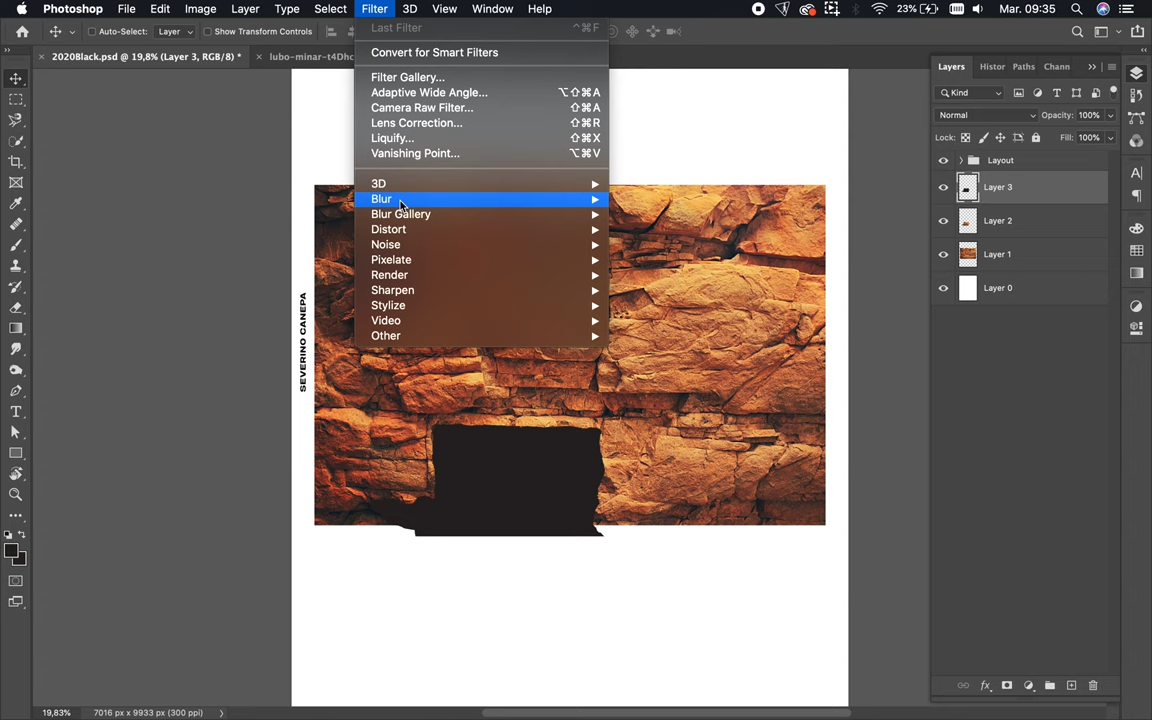 Photoshop File Edit Image Layer Type Select Filter 3D View Window Help 23% Mar. 09:35
Auto-Select: Layer Show Transform Controls
2020Black.psd @ 19,8% (Layer 3, RGB/8) * lubo-minar-t4Dhc
Last Filter ^⌘F
Convert for Smart Filters
Filter Gallery...
Adaptive Wide Angle... ⌥⇧⌘A
Camera Raw Filter... ⇧⌘A
Lens Correction... ⇧⌘R
Liquify... ⇧⌘X
Vanishing Point... ⌥⌘V
3D
Blur
Blur Gallery
Distort
Noise
Pixelate
Render
Sharpen
Stylize
Video
Other
SEVERINO CANEPA
Layers Histor Paths Chann
Kind
Normal Opacity: 100%
Lock: Fill: 100%
Layout
Layer 3
Layer 2
Layer 1
Layer 0
fx
19,83% 7016 px x 9933 px (300 ppi)